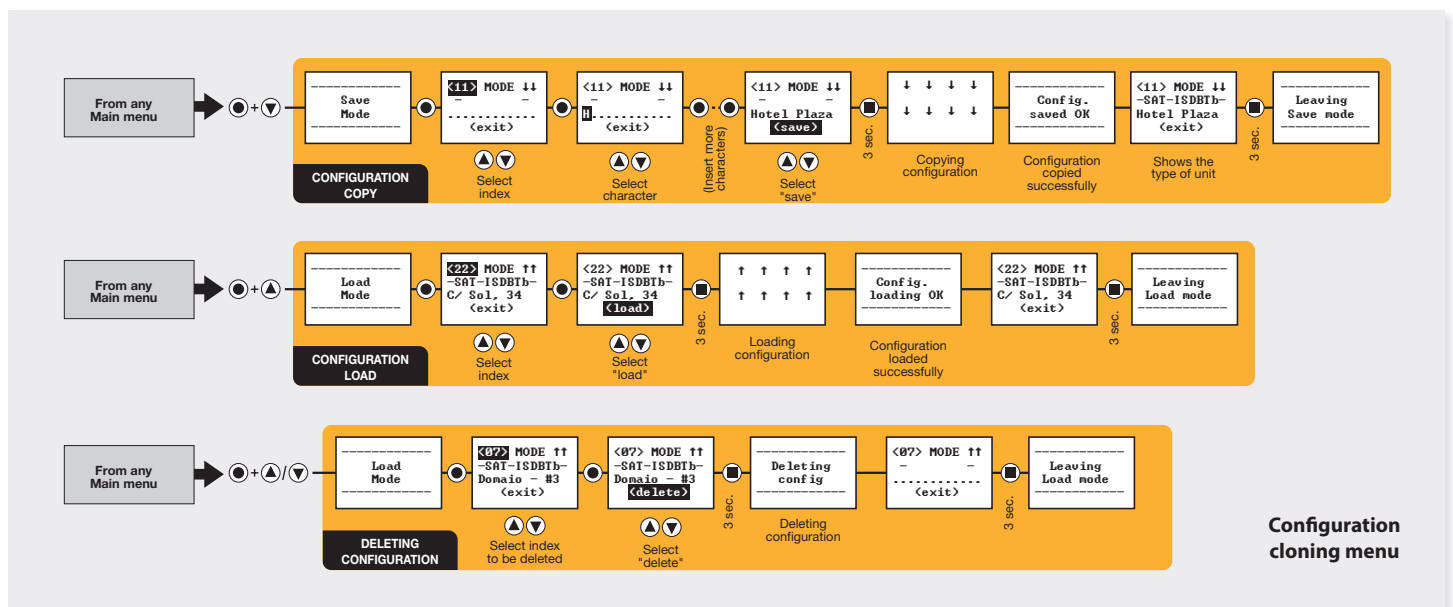 From any
Main menu
+
------------
Save
Mode
------------
<11> MODE ↓↓
- -
............
(exit)
Select
index
<11> MODE ↓↓
- -
H...........
(exit)
Select
character
(Insert more
characters)
<11> MODE ↓↓
- -
Hotel Plaza
(save)
Select
"save"
3 sec.
↓ ↓ ↓ ↓
↓ ↓ ↓ ↓
Copying
configuration
------------
Config.
saved OK
------------
Configuration
copied
successfully
<11> MODE ↓↓
-SAT-ISDBTb-
Hotel Plaza
(exit)
Shows the
type of unit
3 sec.
------------
Leaving
Save mode
------------
CONFIGURATION
COPY
From any
Main menu
+
------------
Load
Mode
------------
<22> MODE ↑↑
-SAT-ISDBTb-
C/ Sol, 34
(exit)
Select
index
<22> MODE ↑↑
-SAT-ISDBTb-
C/ Sol, 34
(load)
Select
"load"
3 sec.
↑ ↑ ↑ ↑
↑ ↑ ↑ ↑
Loading
configuration
------------
Config.
loading OK
------------
Configuration
loaded
successfully
<22> MODE ↑↑
-SAT-ISDBTb-
C/ Sol, 34
(exit)
3 sec.
------------
Leaving
Load mode
------------
CONFIGURATION
LOAD
From any
Main menu
+ /
------------
Load
Mode
------------
<07> MODE ↑↑
-SAT-ISDBTb-
Domaio - #3
(exit)
Select index
to be deleted
<07> MODE ↑↑
-SAT-ISDBTb-
Domaio - #3
(delete)
Select
"delete"
3 sec.
------------
Deleting
config
------------
Deleting
configuration
<07> MODE ↑↑
- -
............
(exit)
3 sec.
------------
Leaving
Load mode
------------
DELETING
CONFIGURATION
Configuration
cloning menu